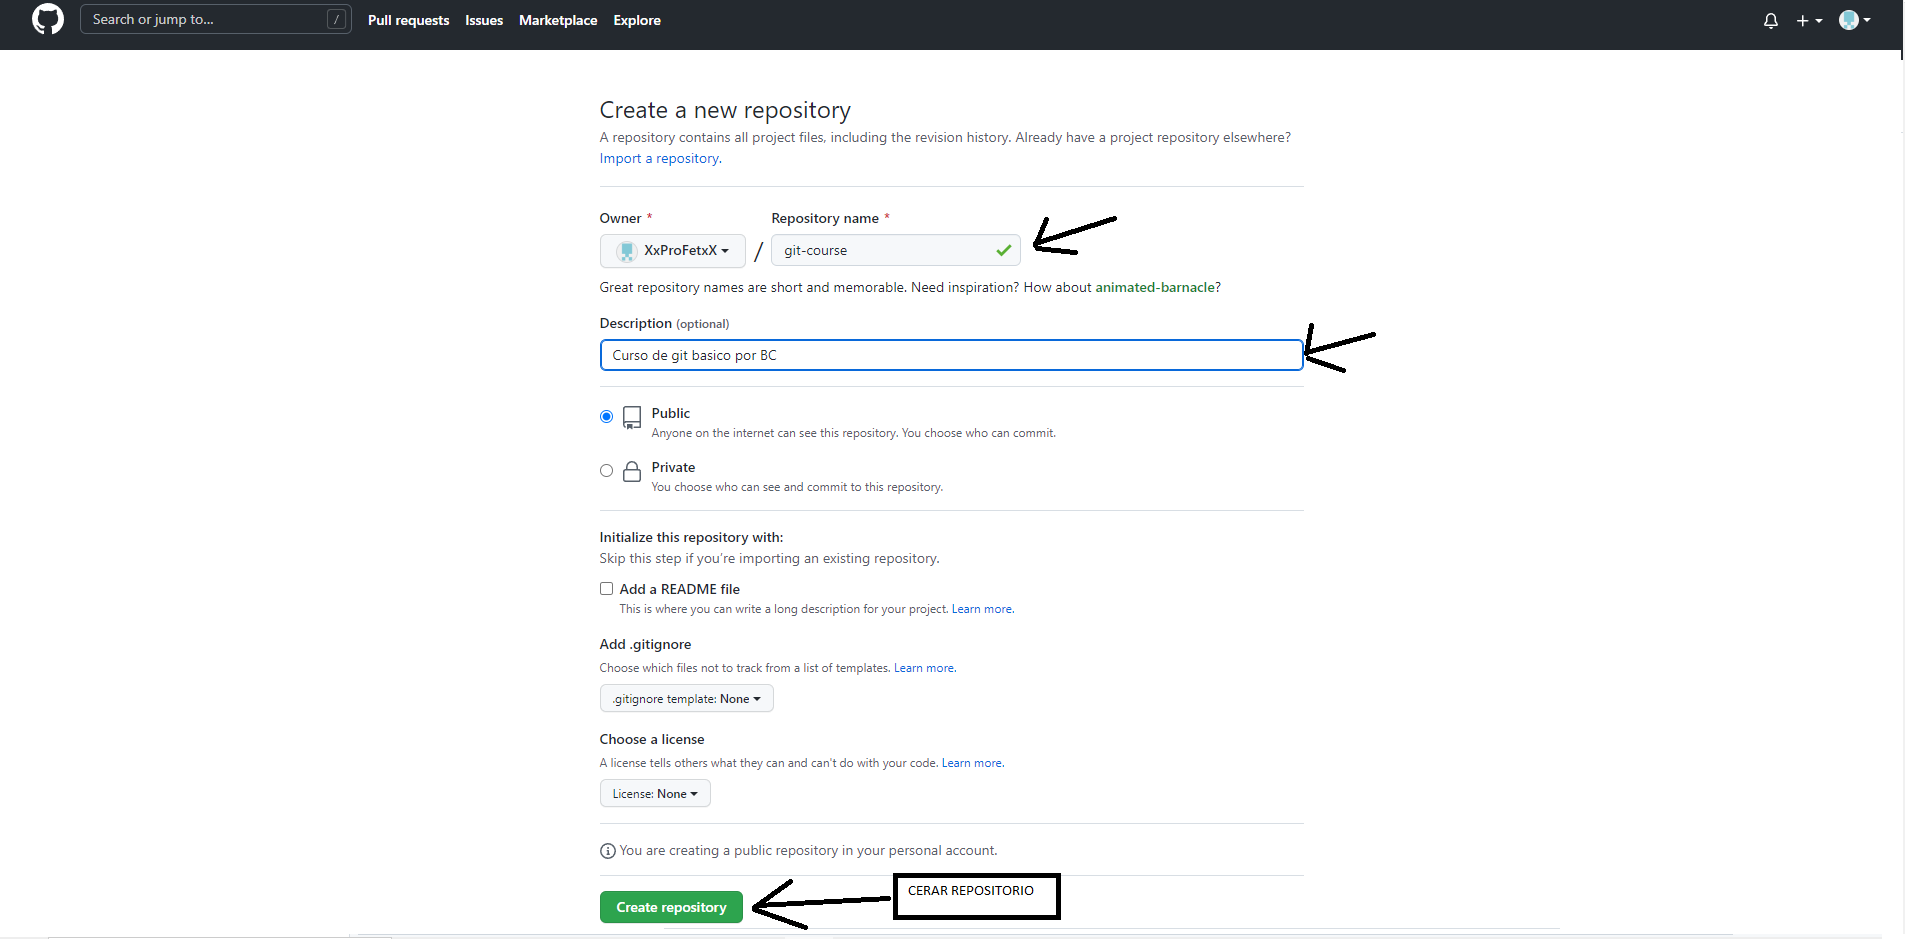 Search or jump to... /
Pull requests Issues Marketplace Explore
Create a new repository
A repository contains all project files, including the revision history. Already have a project repository elsewhere?
Import a repository.
Owner * Repository name *
XxProFetxX / git-course
Great repository names are short and memorable. Need inspiration? How about animated-barnacle?
Description (optional)
Curso de git basico por BC
Public
Anyone on the internet can see this repository. You choose who can commit.
Private
You choose who can see and commit to this repository.
Initialize this repository with:
Skip this step if you're importing an existing repository.
Add a README file
This is where you can write a long description for your project. Learn more.
Add .gitignore
Choose which files not to track from a list of templates. Learn more.
.gitignore template: None
Choose a license
A license tells others what they can and can't do with your code. Learn more.
License: None
You are creating a public repository in your personal account.
CERAR REPOSITORIO
Create repository